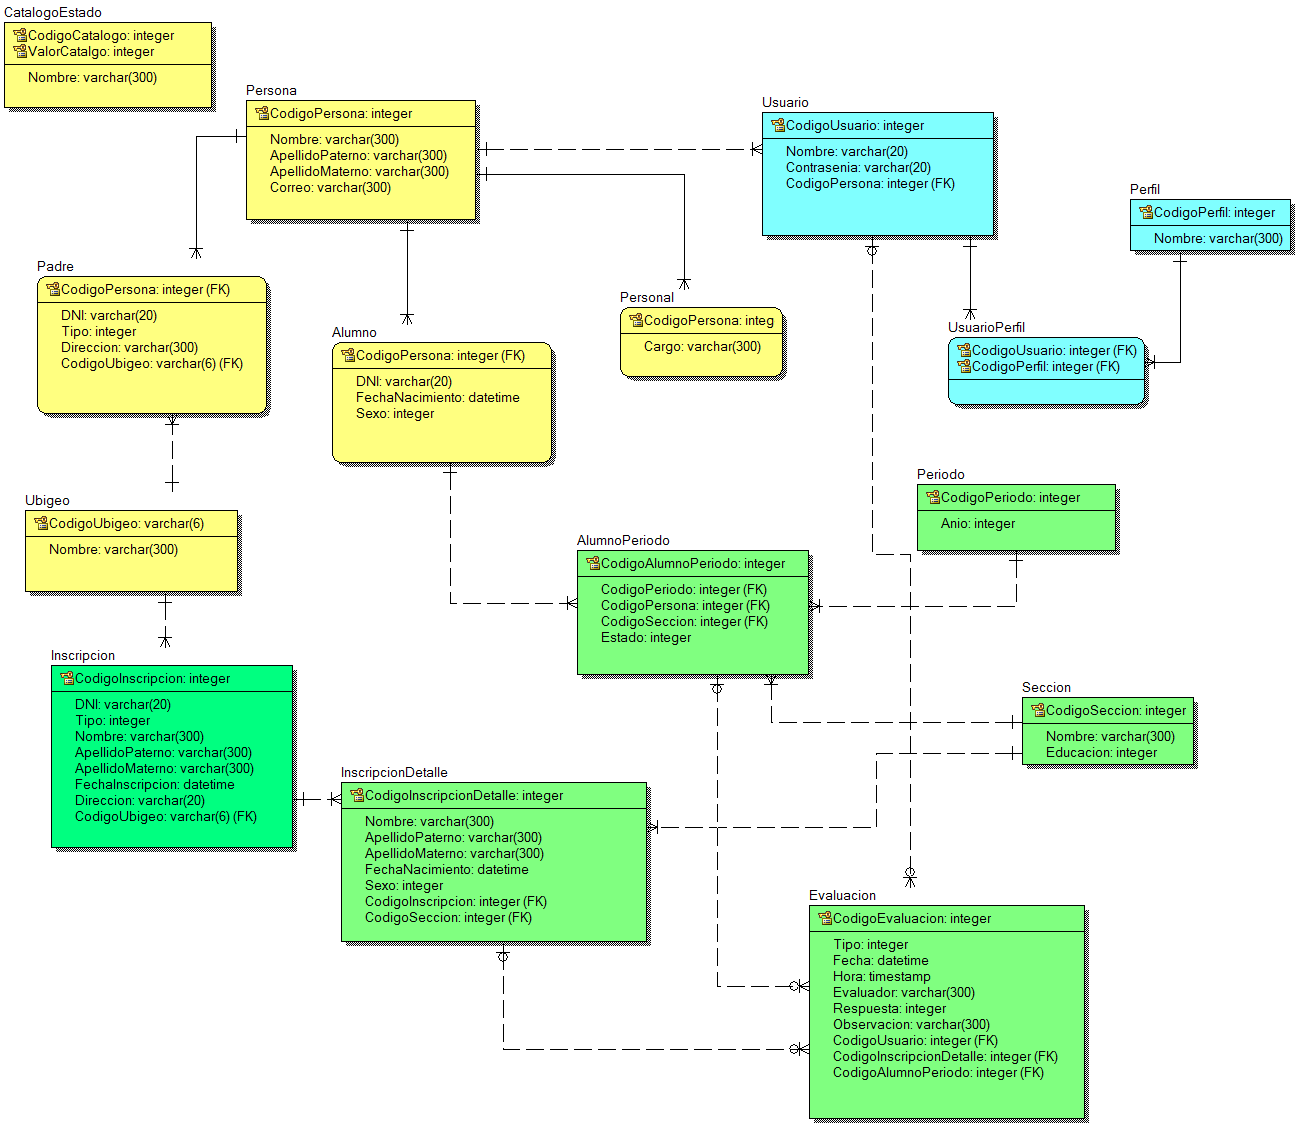 CatalogoEstado
CodigoCatalogo: integer
ValorCatalgo: integer
Nombre: varchar(300)
Persona
CodigoPersona: integer
Nombre: varchar(300)
ApellidoPaterno: varchar(300)
ApellidoMaterno: varchar(300)
Correo: varchar(300)
Usuario
CodigoUsuario: integer
Nombre: varchar(20)
Contrasenia: varchar(20)
CodigoPersona: integer (FK)
Perfil
CodigoPerfil: integer
Nombre: varchar(300)
Padre
CodigoPersona: integer (FK)
DNI: varchar(20)
Tipo: integer
Direccion: varchar(300)
CodigoUbigeo: varchar(6) (FK)
Alumno
CodigoPersona: integer (FK)
DNI: varchar(20)
FechaNacimiento: datetime
Sexo: integer
Personal
CodigoPersona: integ
Cargo: varchar(300)
UsuarioPerfil
CodigoUsuario: integer (FK)
CodigoPerfil: integer (FK)
Ubigeo
CodigoUbigeo: varchar(6)
Nombre: varchar(300)
AlumnoPeriodo
CodigoAlumnoPeriodo: integer
CodigoPeriodo: integer (FK)
CodigoPersona: integer (FK)
CodigoSeccion: integer (FK)
Estado: integer
Periodo
CodigoPeriodo: integer
Anio: integer
Inscripcion
CodigoInscripcion: integer
DNI: varchar(20)
Tipo: integer
Nombre: varchar(300)
ApellidoPaterno: varchar(300)
ApellidoMaterno: varchar(300)
FechaInscripcion: datetime
Direccion: varchar(20)
CodigoUbigeo: varchar(6) (FK)
Seccion
CodigoSeccion: integer
Nombre: varchar(300)
Educacion: integer
InscripcionDetalle
CodigoInscripcionDetalle: integer
Nombre: varchar(300)
ApellidoPaterno: varchar(300)
ApellidoMaterno: varchar(300)
FechaNacimiento: datetime
Sexo: integer
CodigoInscripcion: integer (FK)
CodigoSeccion: integer (FK)
Evaluacion
CodigoEvaluacion: integer
Tipo: integer
Fecha: datetime
Hora: timestamp
Evaluador: varchar(300)
Respuesta: integer
Observacion: varchar(300)
CodigoUsuario: integer (FK)
CodigoInscripcionDetalle: integer (FK)
CodigoAlumnoPeriodo: integer (FK)